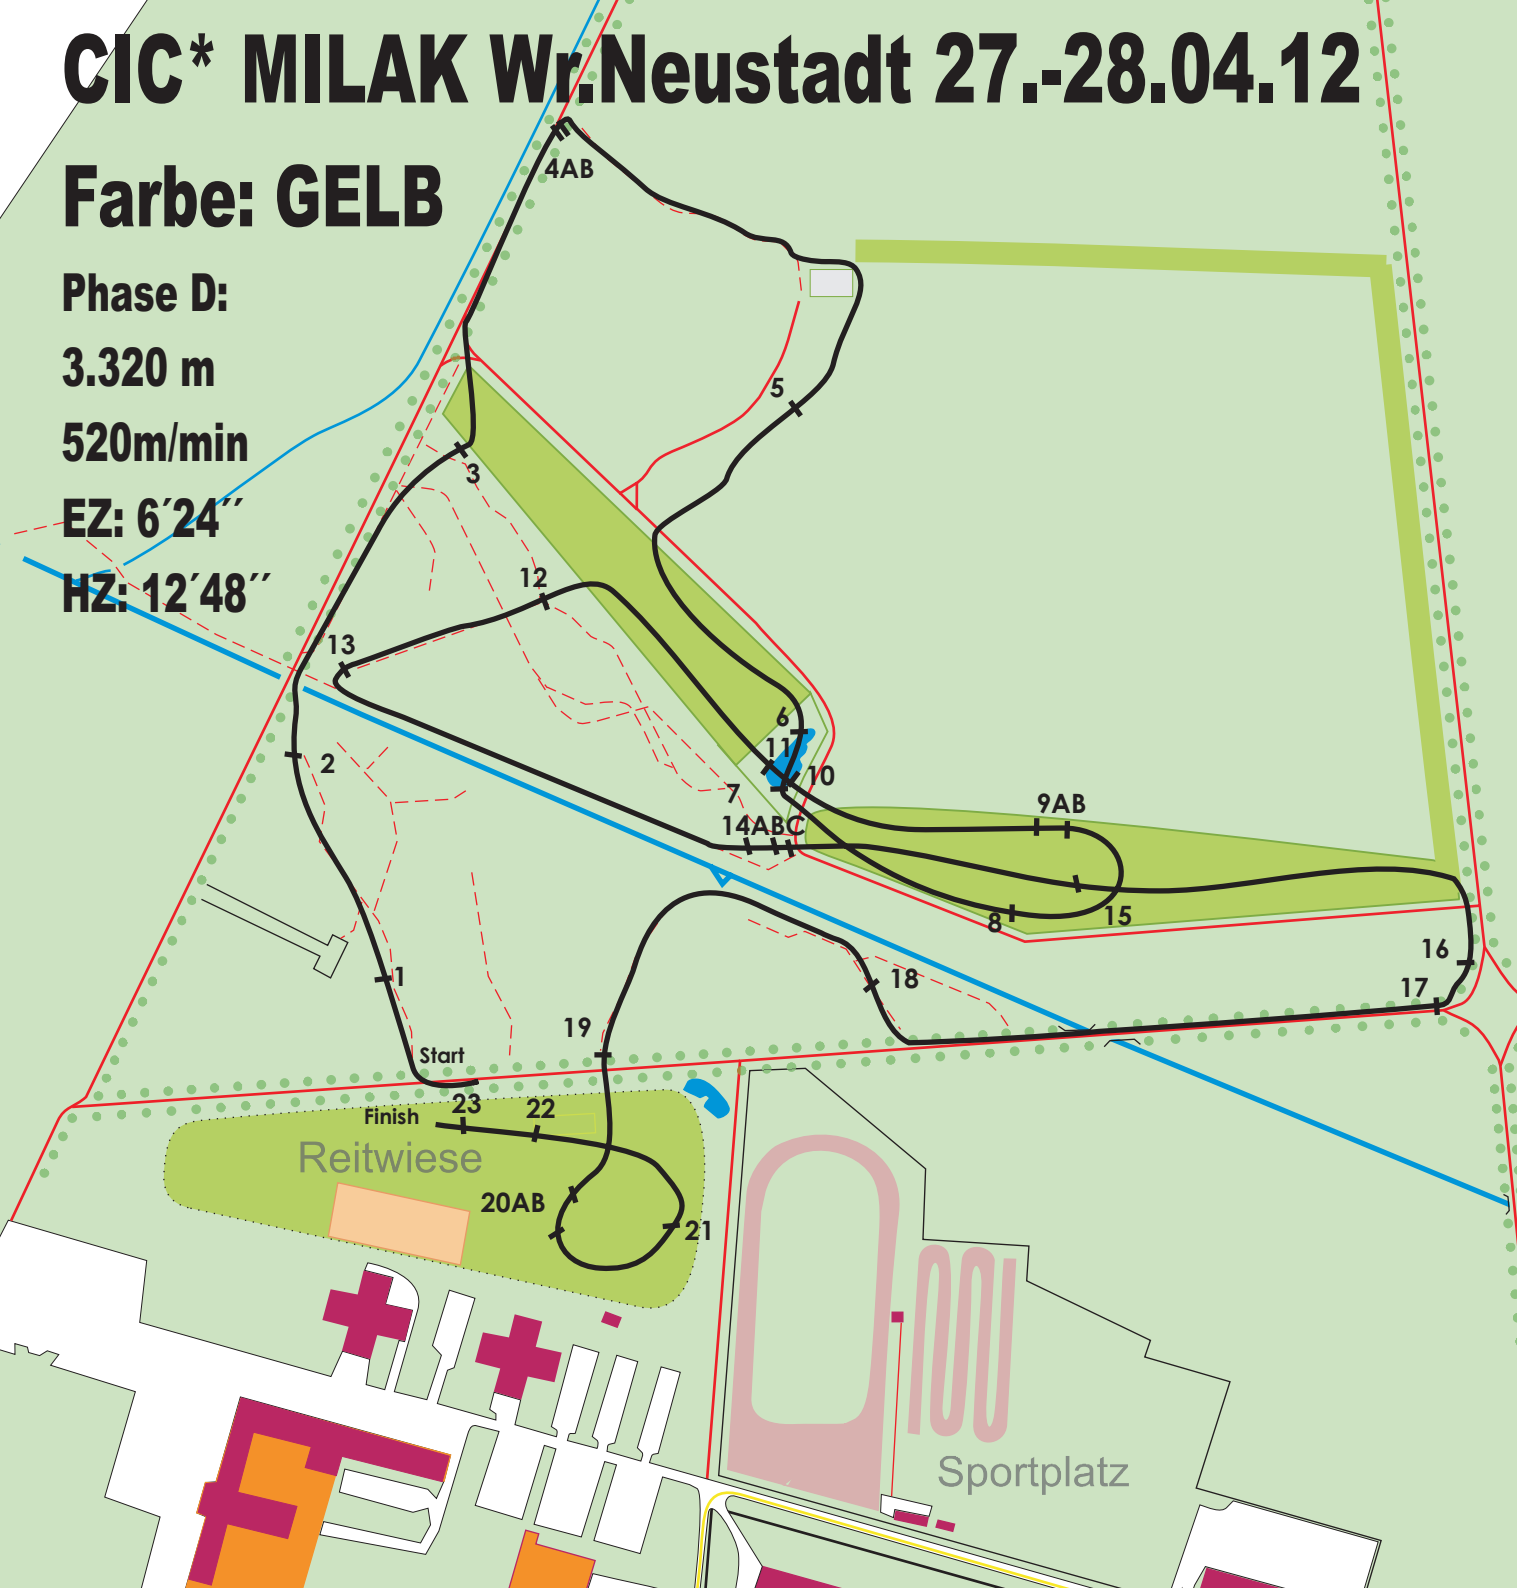 CIC* MILAK Wr.Neustadt 27.-28.04.12
Farbe: GELB
Phase D:
3.320 m
520m/min
EZ: 6´24´´
HZ: 12´48´´
4AB
5
3
12
13
6
11
2
10
7
9AB
14ABC
8
15
16
1
18
17
19
Start
23
22
Finish
Reitwiese
20AB
21
Sportplatz